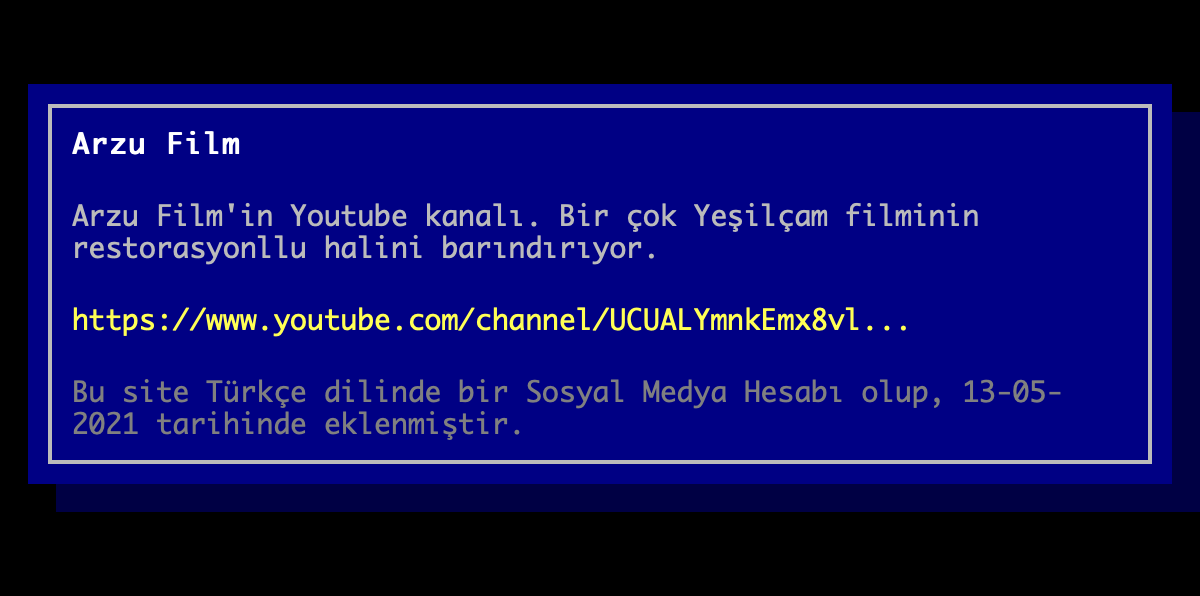 Arzu Film
Arzu Film'in Youtube kanalı. Bir çok Yeşilçam filminin
restorasyonllu halini barındırıyor.
https://www.youtube.com/channel/UCUALYmnkEmx8vl...
Bu site Türkçe dilinde bir Sosyal Medya Hesabı olup, 13-05-
2021 tarihinde eklenmiştir.